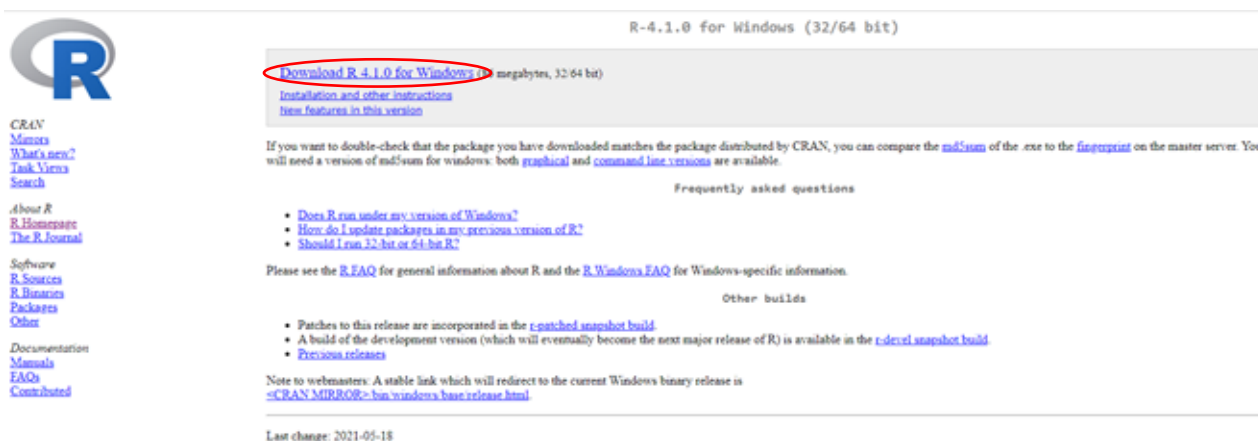 R
CRAN
Mirrors
What's new?
Task Views
Search
About R
R Homepage
The R Journal
Software
R Sources
R Binaries
Packages
Other
Documentation
Manuals
FAQs
Contributed
R-4.1.0 for Windows (32/64 bit)
Download R 4.1.0 for Windows megabytes, 32/64 bit)
Installation and other instructions
New features in this version
If you want to double-check that the package you have downloaded matches the package distributed by CRAN, you can compare the md5sum of the .exe to the fingerprint on the master server. You
will need a version of md5sum for windows: both graphical and command line versions are available.
Frequently asked questions
• Does R run under my version of Windows?
• How do I update packages in my previous version of R?
• Should I run 32-bit or 64-bit R?
Please see the R FAQ for general information about R and the R Windows FAQ for Windows-specific information.
Other builds
• Patches to this release are incorporated in the r-patched snapshot build.
• A build of the development version (which will eventually become the next major release of R) is available in the r-devel snapshot build.
• Previous releases
Note to webmasters: A stable link which will redirect to the current Windows binary release is
<CRAN MIRROR>/bin/windows/base/release.html.
Last change: 2021-05-18